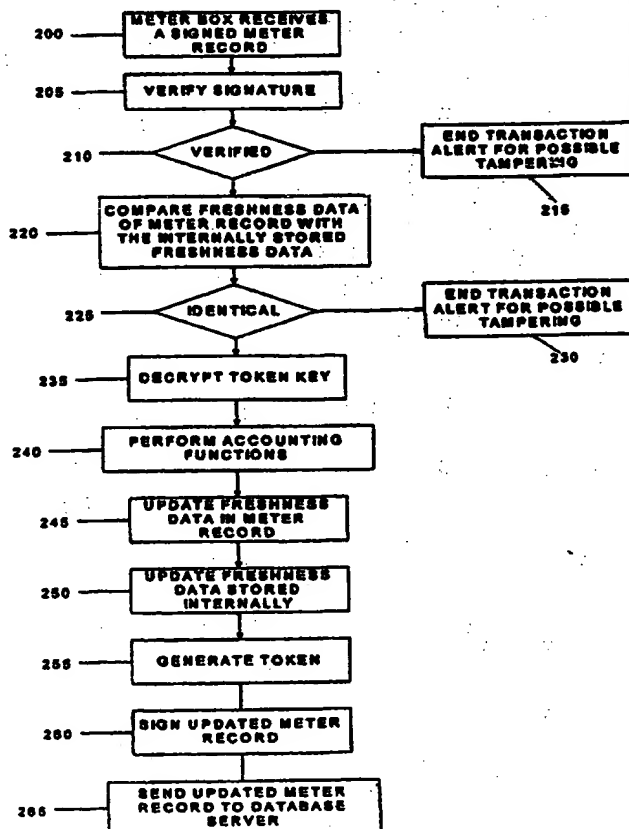 200
METER BOX RECEIVES
A SIGNED METER
RECORD
205
VERIFY SIGNATURE
210
VERIFIED
END TRANSACTION
ALERT FOR POSSIBLE
TAMPERING
215
220
COMPARE FRESHNESS DATA
OF METER RECORD WITH
THE INTERNALLY STORED
FRESHNESS DATA
225
IDENTICAL
END TRANSACTION
ALERT FOR POSSIBLE
TAMPERING
230
235
DECRYPT TOKEN KEY
240
PERFORM ACCOUNTING
FUNCTIONS
245
UPDATE FRESHNESS
DATA IN METER
RECORD
250
UPDATE FRESHNESS
DATA STORED
INTERNALLY
255
GENERATE TOKEN
260
SIGN UPDATED METER
RECORD
265
SEND UPDATED METER
RECORD TO DATABASE
SERVER